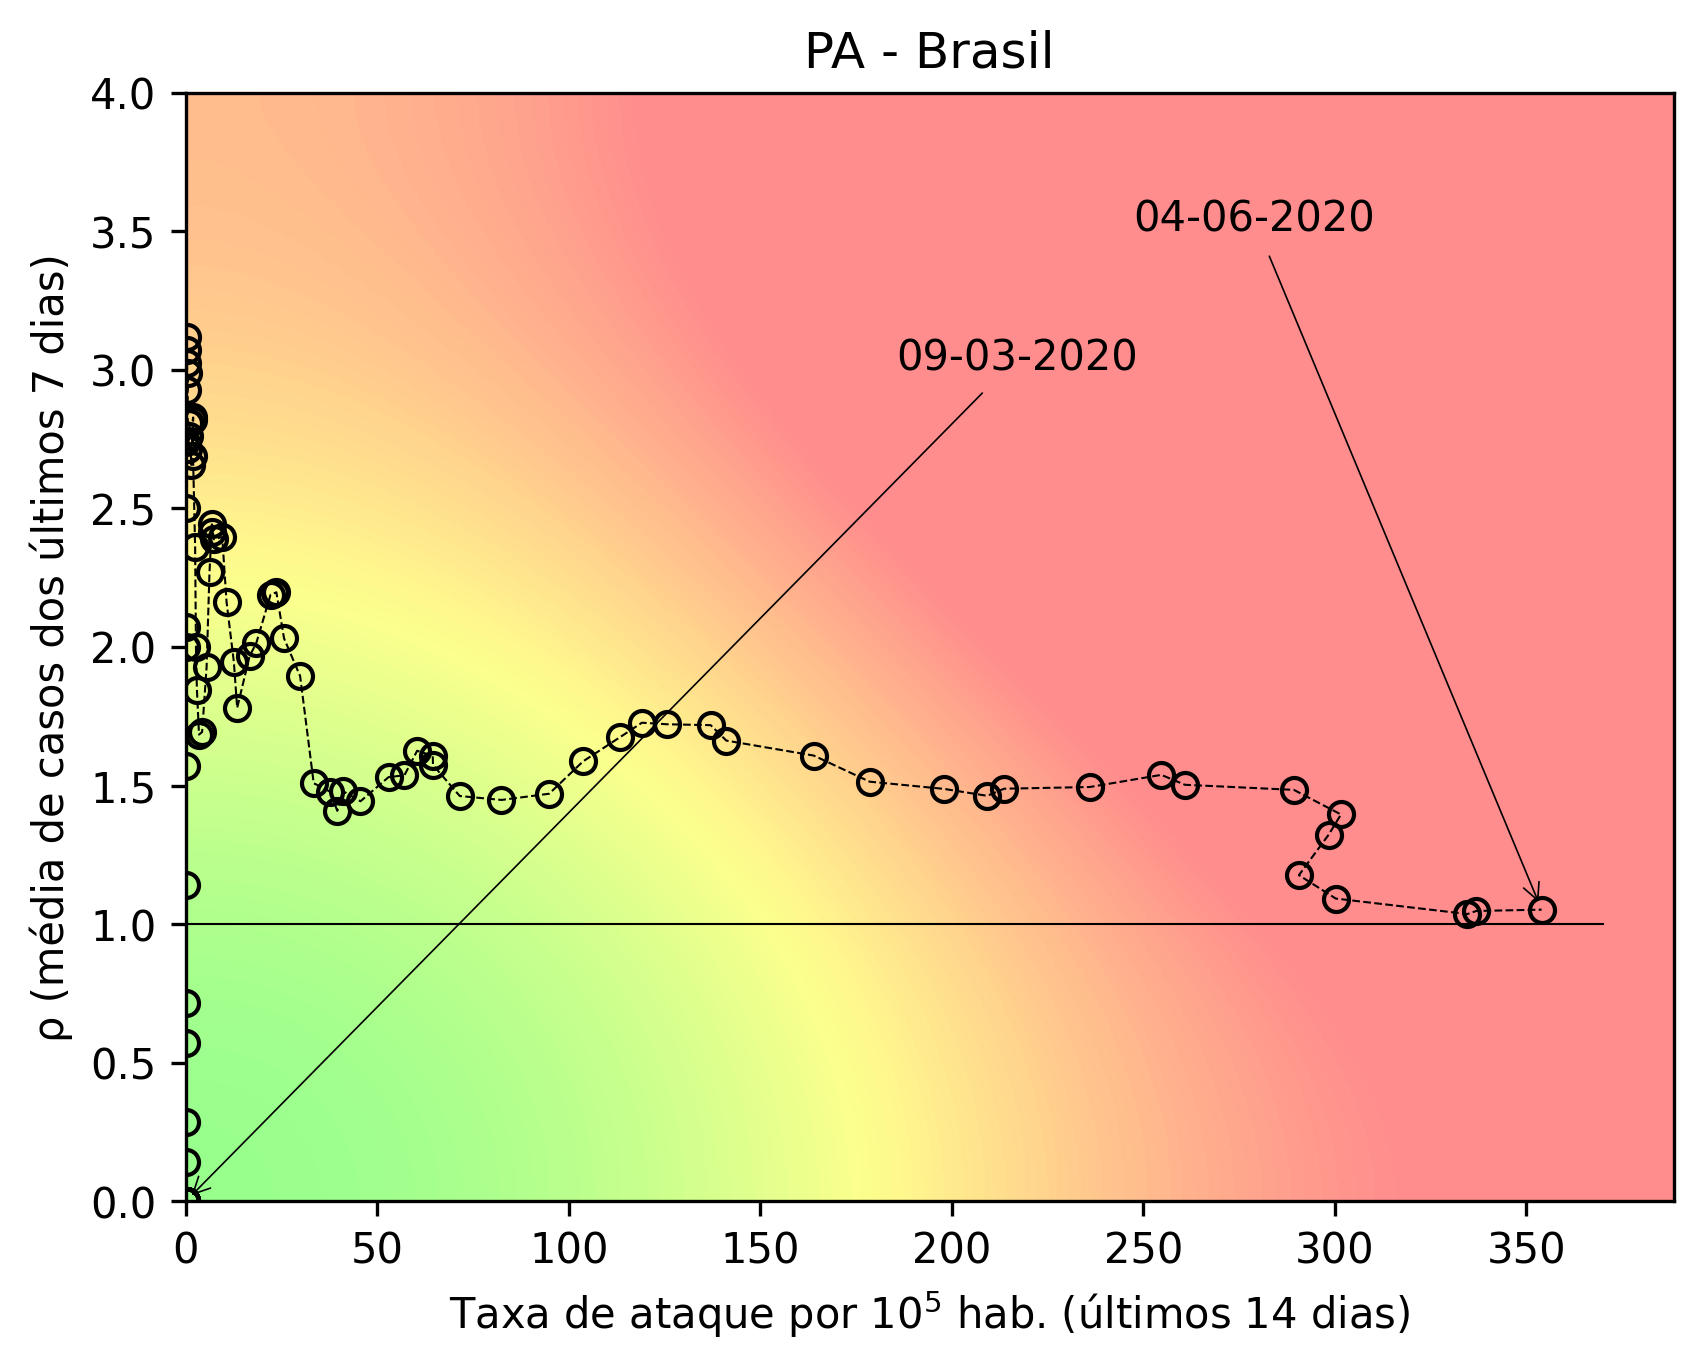 PA - Brasil
4.0
3.5
3.0
2.5
2.0
1.5
1.0
0.5
0.0
ρ (média de casos dos últimos 7 dias)
04-06-2020
09-03-2020
0 50 100 150 200 250 300 350
Taxa de ataque por 10⁵ hab. (últimos 14 dias)